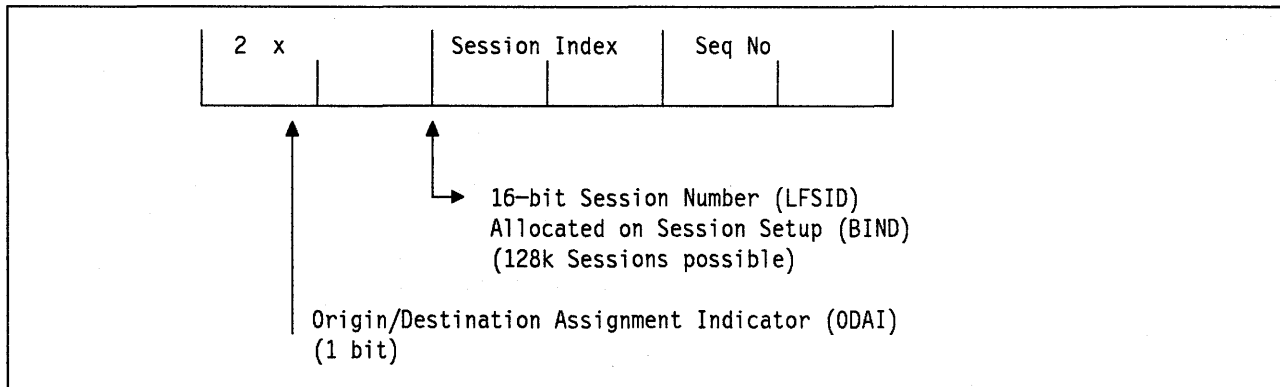 2 x Session Index Seq No
16-bit Session Number (LFSID)
Allocated on Session Setup (BIND)
(128k Sessions possible)
Origin/Destination Assignment Indicator (ODAI)
(1 bit)